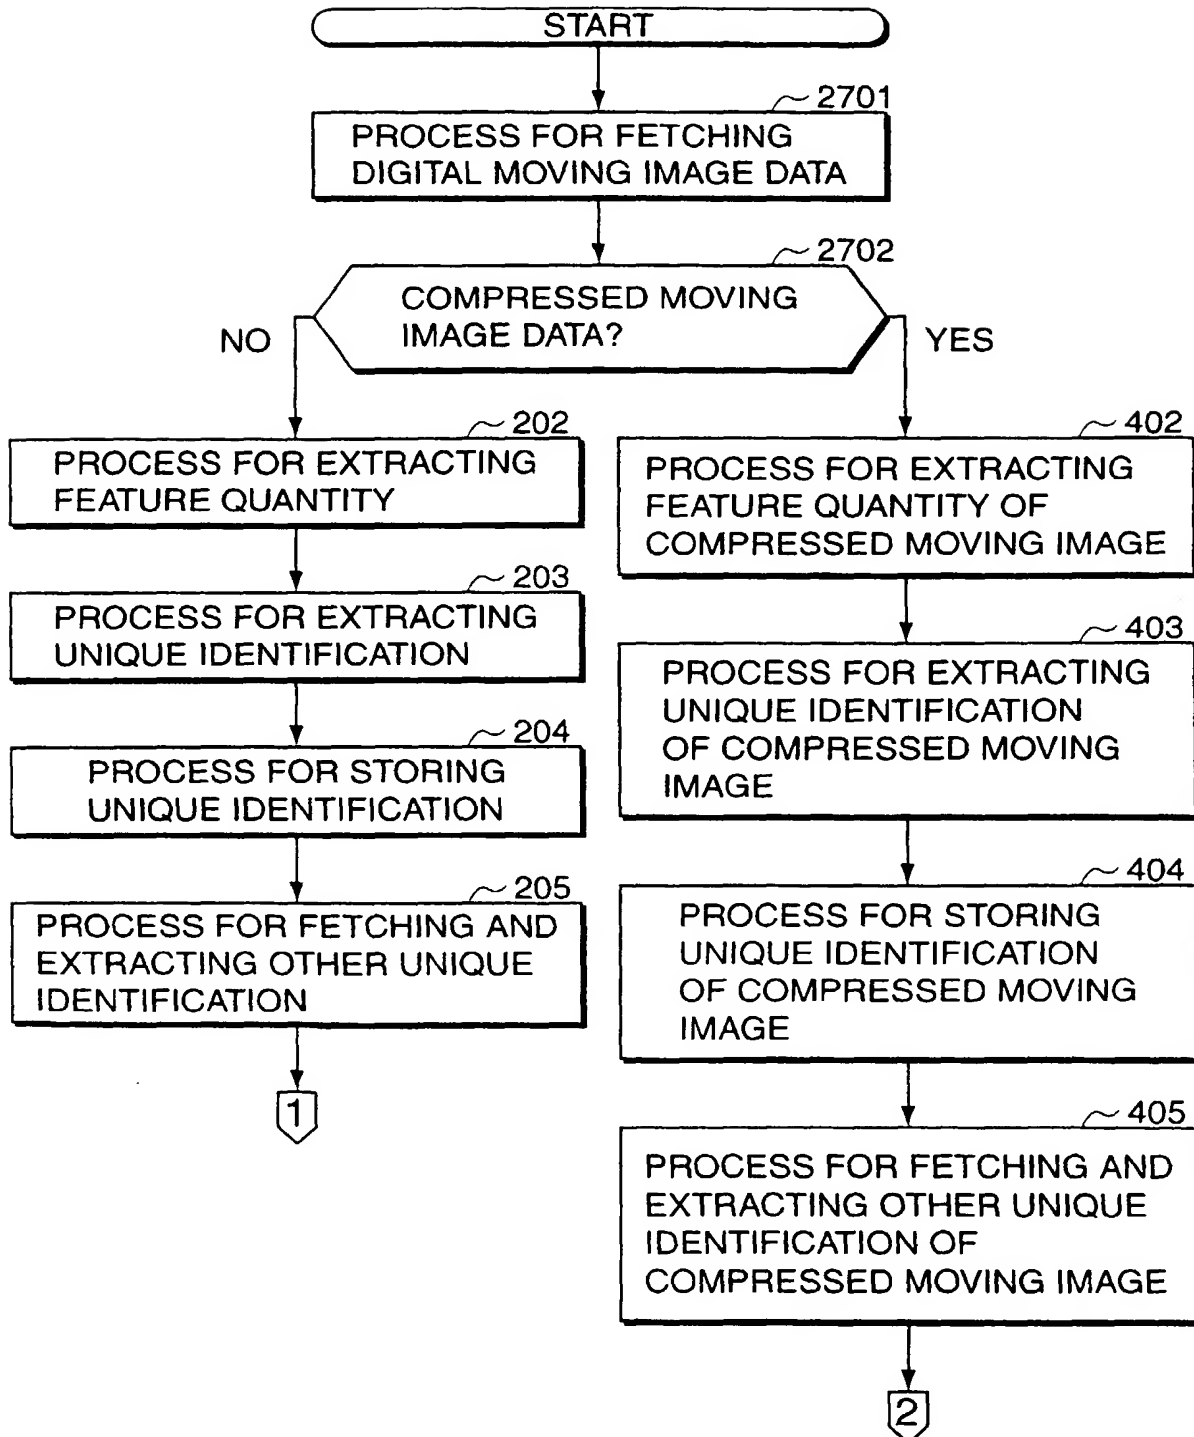 START
2701
PROCESS FOR FETCHING
DIGITAL MOVING IMAGE DATA
2702
COMPRESSED MOVING
IMAGE DATA?
NO
YES
202
PROCESS FOR EXTRACTING
FEATURE QUANTITY
203
PROCESS FOR EXTRACTING
UNIQUE IDENTIFICATION
204
PROCESS FOR STORING
UNIQUE IDENTIFICATION
205
PROCESS FOR FETCHING AND
EXTRACTING OTHER UNIQUE
IDENTIFICATION
1
402
PROCESS FOR EXTRACTING
FEATURE QUANTITY OF
COMPRESSED MOVING IMAGE
403
PROCESS FOR EXTRACTING
UNIQUE IDENTIFICATION
OF COMPRESSED MOVING
IMAGE
404
PROCESS FOR STORING
UNIQUE IDENTIFICATION
OF COMPRESSED MOVING
IMAGE
405
PROCESS FOR FETCHING AND
EXTRACTING OTHER UNIQUE
IDENTIFICATION OF
COMPRESSED MOVING IMAGE
2